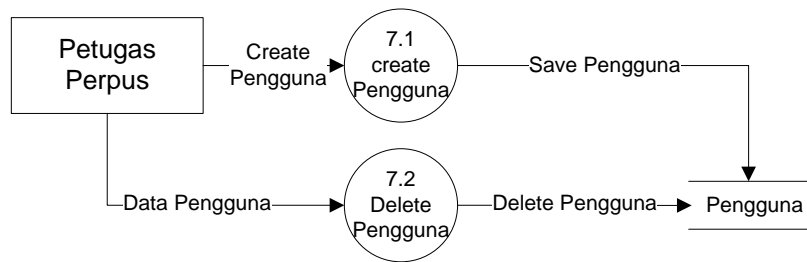 Petugas
Perpus
Create
Pengguna
7.1
create
Pengguna
Save Pengguna
Data Pengguna
7.2
Delete
Pengguna
Delete Pengguna
Pengguna